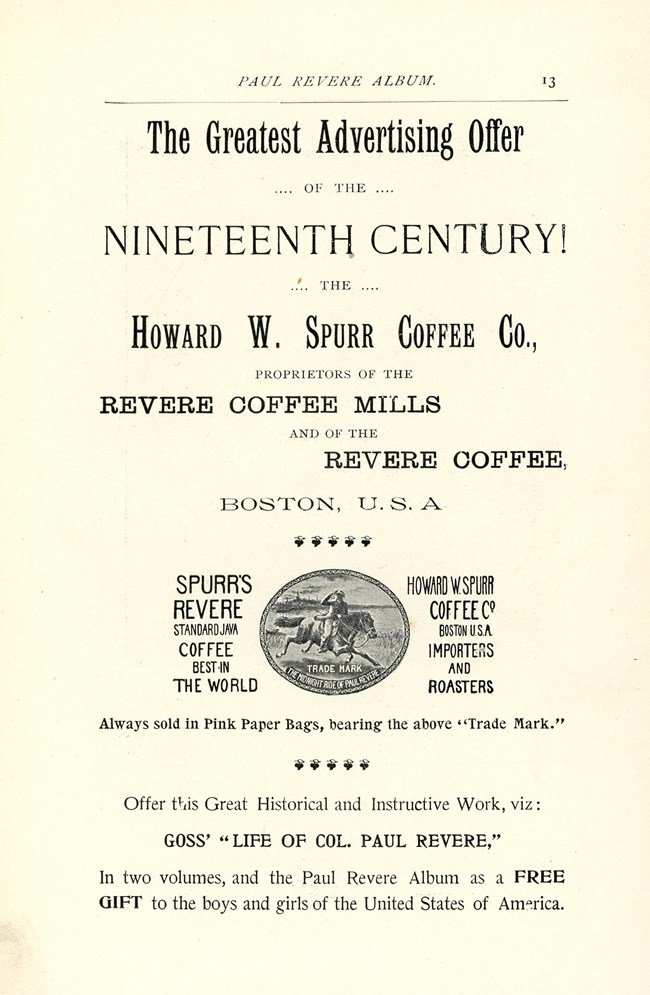 PAUL REVERE ALBUM. 13
The Greatest Advertising Offer
.... OF THE ....
NINETEENTH CENTURY!
.... THE ....
HOWARD W. SPURR COFFEE CO.,
PROPRIETORS OF THE
REVERE COFFEE MILLS
AND OF THE
REVERE COFFEE,
BOSTON, U.S.A
SPURR'S
REVERE
STANDARD JAVA
COFFEE
BEST·IN
THE WORLD
TRADE MARK
THE MIDNIGHT RIDE OF PAUL REVERE
HOWARD W. SPURR
COFFEE Co
BOSTON U.S.A.
IMPORTERS
AND
ROASTERS
Always sold in Pink Paper Bags, bearing the above "Trade Mark."
Offer this Great Historical and Instructive Work, viz:
GOSS' "LIFE OF COL. PAUL REVERE,"
In two volumes, and the Paul Revere Album as a FREE
GIFT to the boys and girls of the United States of America.